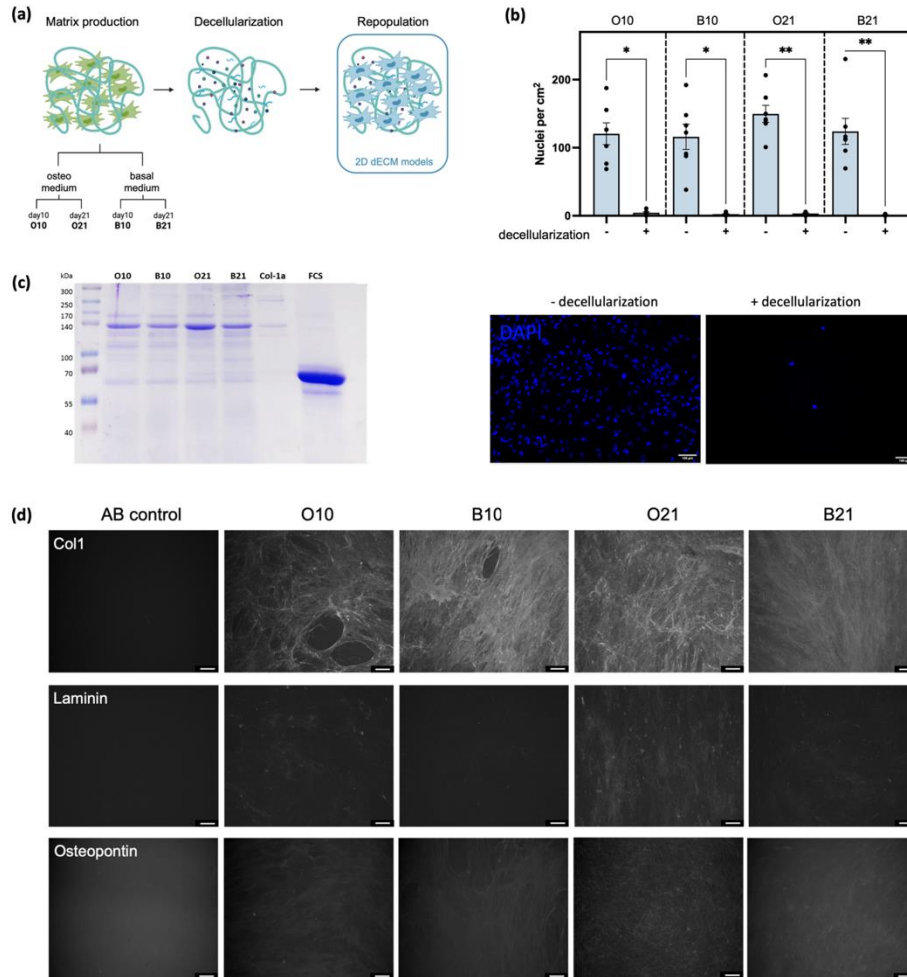 (a)
Matrix production
Decellularization
Repopulation
2D dECM models
osteo
medium
basal
medium
day10
O10
day21
O21
day10
B10
day21
B21
(b)
O10
B10
O21
B21
*
*
**
**
Nuclei per cm²
200
100
0
decellularization
-
+
-
+
-
+
-
+
- decellularization
+ decellularization
DAPI
(c)
kDa
O10
B10
O21
B21
Col-1a
FCS
300
250
170
140
100
70
55
40
(d)
AB control
O10
B10
O21
B21
Col1
Laminin
Osteopontin